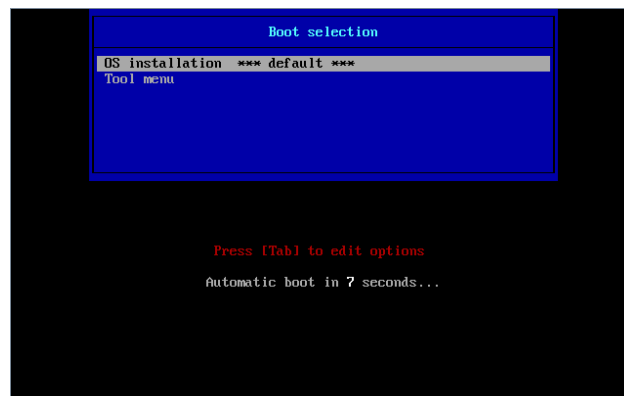 Boot selection
OS installation *** default ***
Tool menu
Press [Tab] to edit options
Automatic boot in 7 seconds...